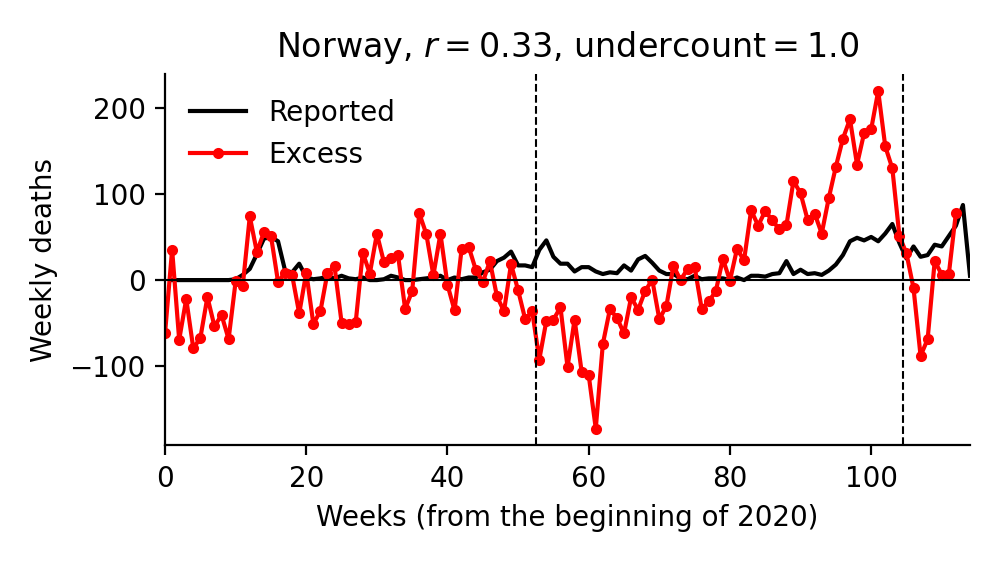 Norway, r = 0.33, undercount = 1.0
Reported
Excess
Weekly deaths
200
100
0
−100
0 20 40 60 80 100
Weeks (from the beginning of 2020)